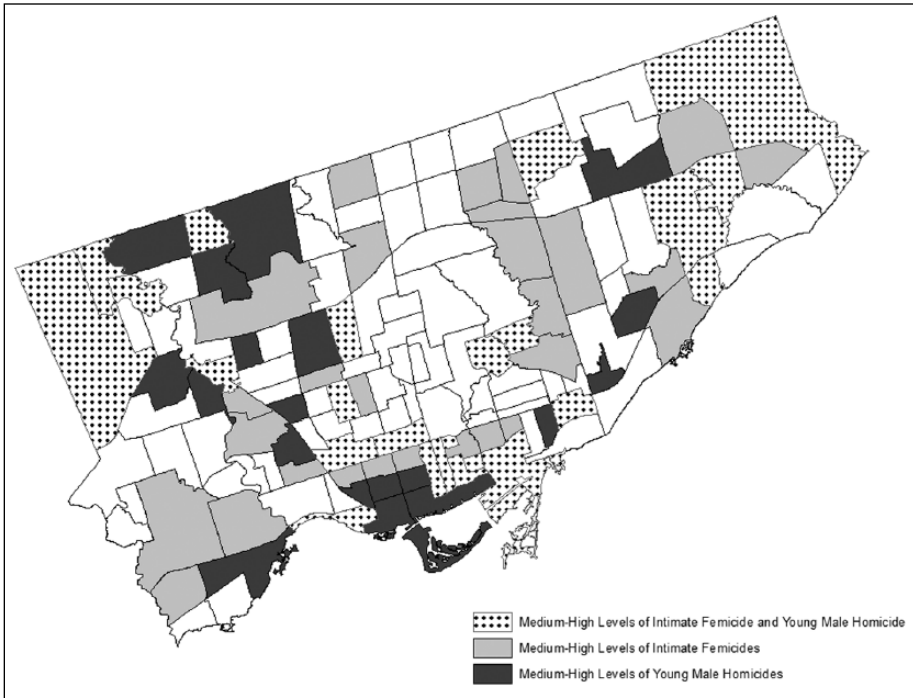 Medium-High Levels of Intimate Femicide and Young Male Homicide
Medium-High Levels of Intimate Femicides
Medium-High Levels of Young Male Homicides